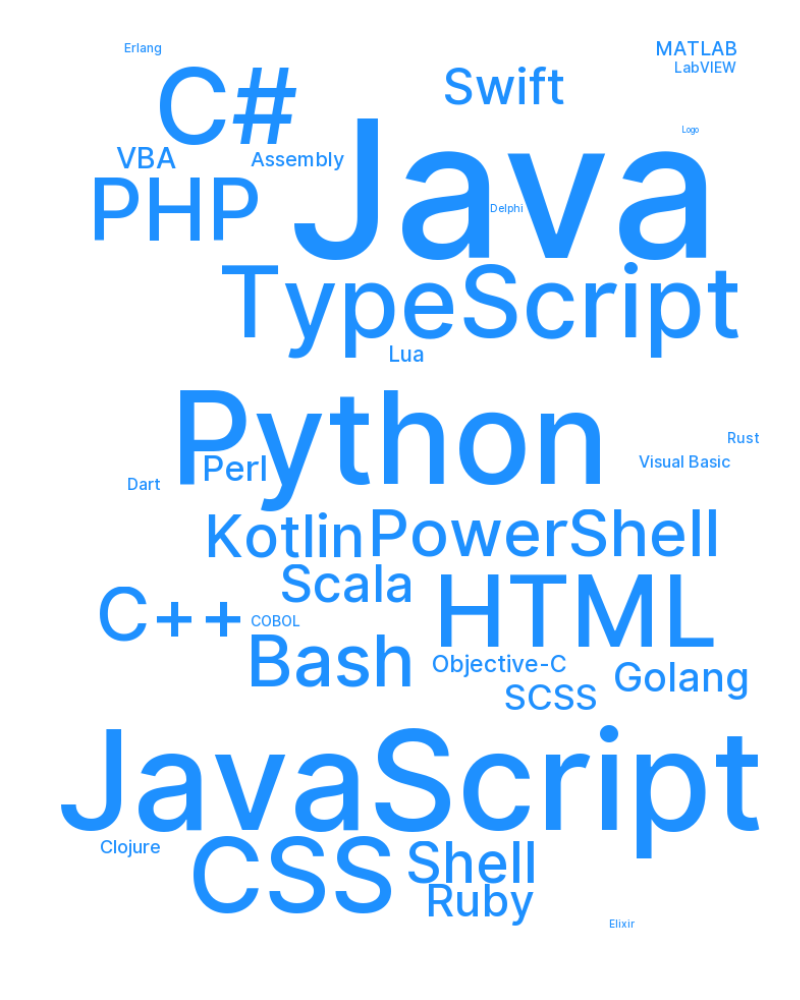 Erlang
MATLAB
LabVIEW
C#
Swift
Logo
VBA
Assembly
Java
PHP
Delphi
TypeScript
Lua
Python
Rust
Perl
Visual Basic
Dart
Kotlin
PowerShell
Scala
HTML
C++
COBOL
Bash
Objective-C
Golang
SCSS
JavaScript
Clojure
CSS
Shell
Ruby
Elixir